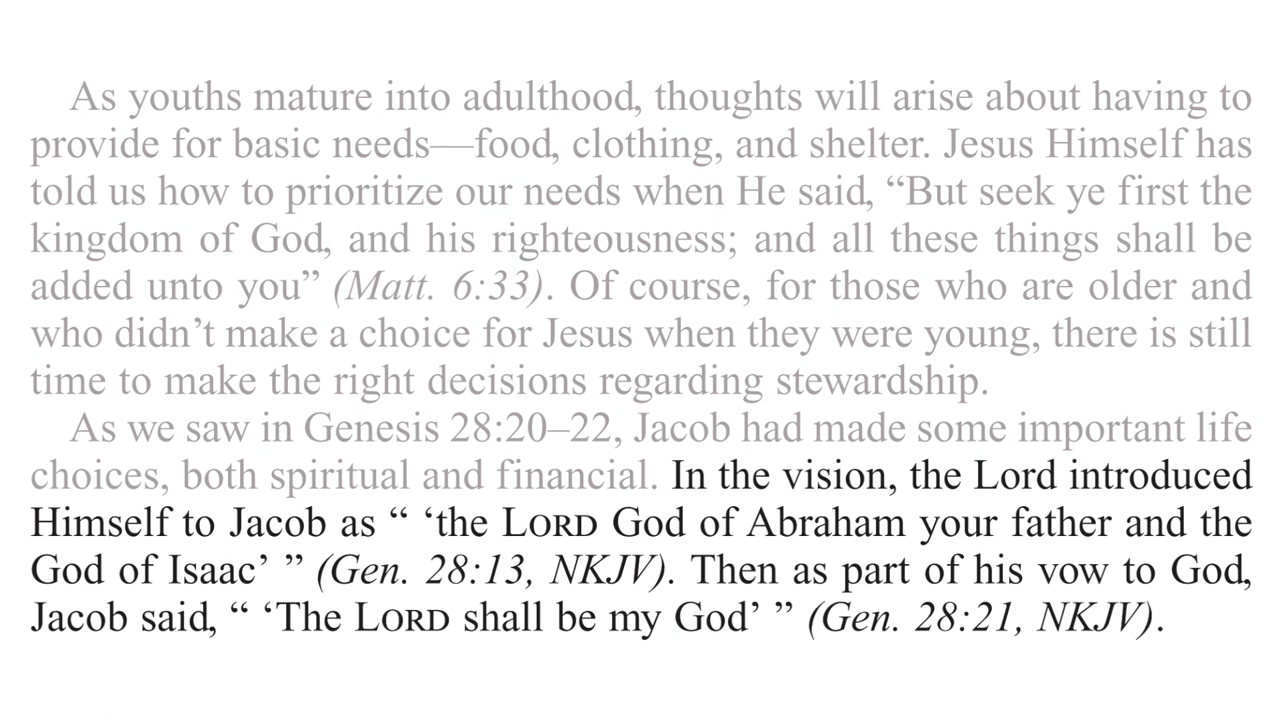 As youths mature into adulthood, thoughts will arise about having to
provide for basic needs—food, clothing, and shelter. Jesus Himself has
told us how to prioritize our needs when He said, “But seek ye first the
kingdom of God, and his righteousness; and all these things shall be
added unto you” (Matt. 6:33). Of course, for those who are older and
who didn’t make a choice for Jesus when they were young, there is still
time to make the right decisions regarding stewardship.
As we saw in Genesis 28:20–22, Jacob had made some important life
choices, both spiritual and financial. In the vision, the Lord introduced
Himself to Jacob as “ ‘the LORD God of Abraham your father and the
God of Isaac’ ” (Gen. 28:13, NKJV). Then as part of his vow to God,
Jacob said, “ ‘The LORD shall be my God’ ” (Gen. 28:21, NKJV).